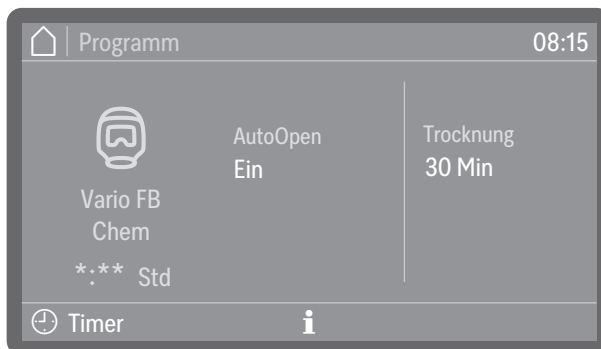 Programm
08:15
AutoOpen
Ein
Trocknung
30 Min
Vario FB
Chem
*:** Std
Timer
i